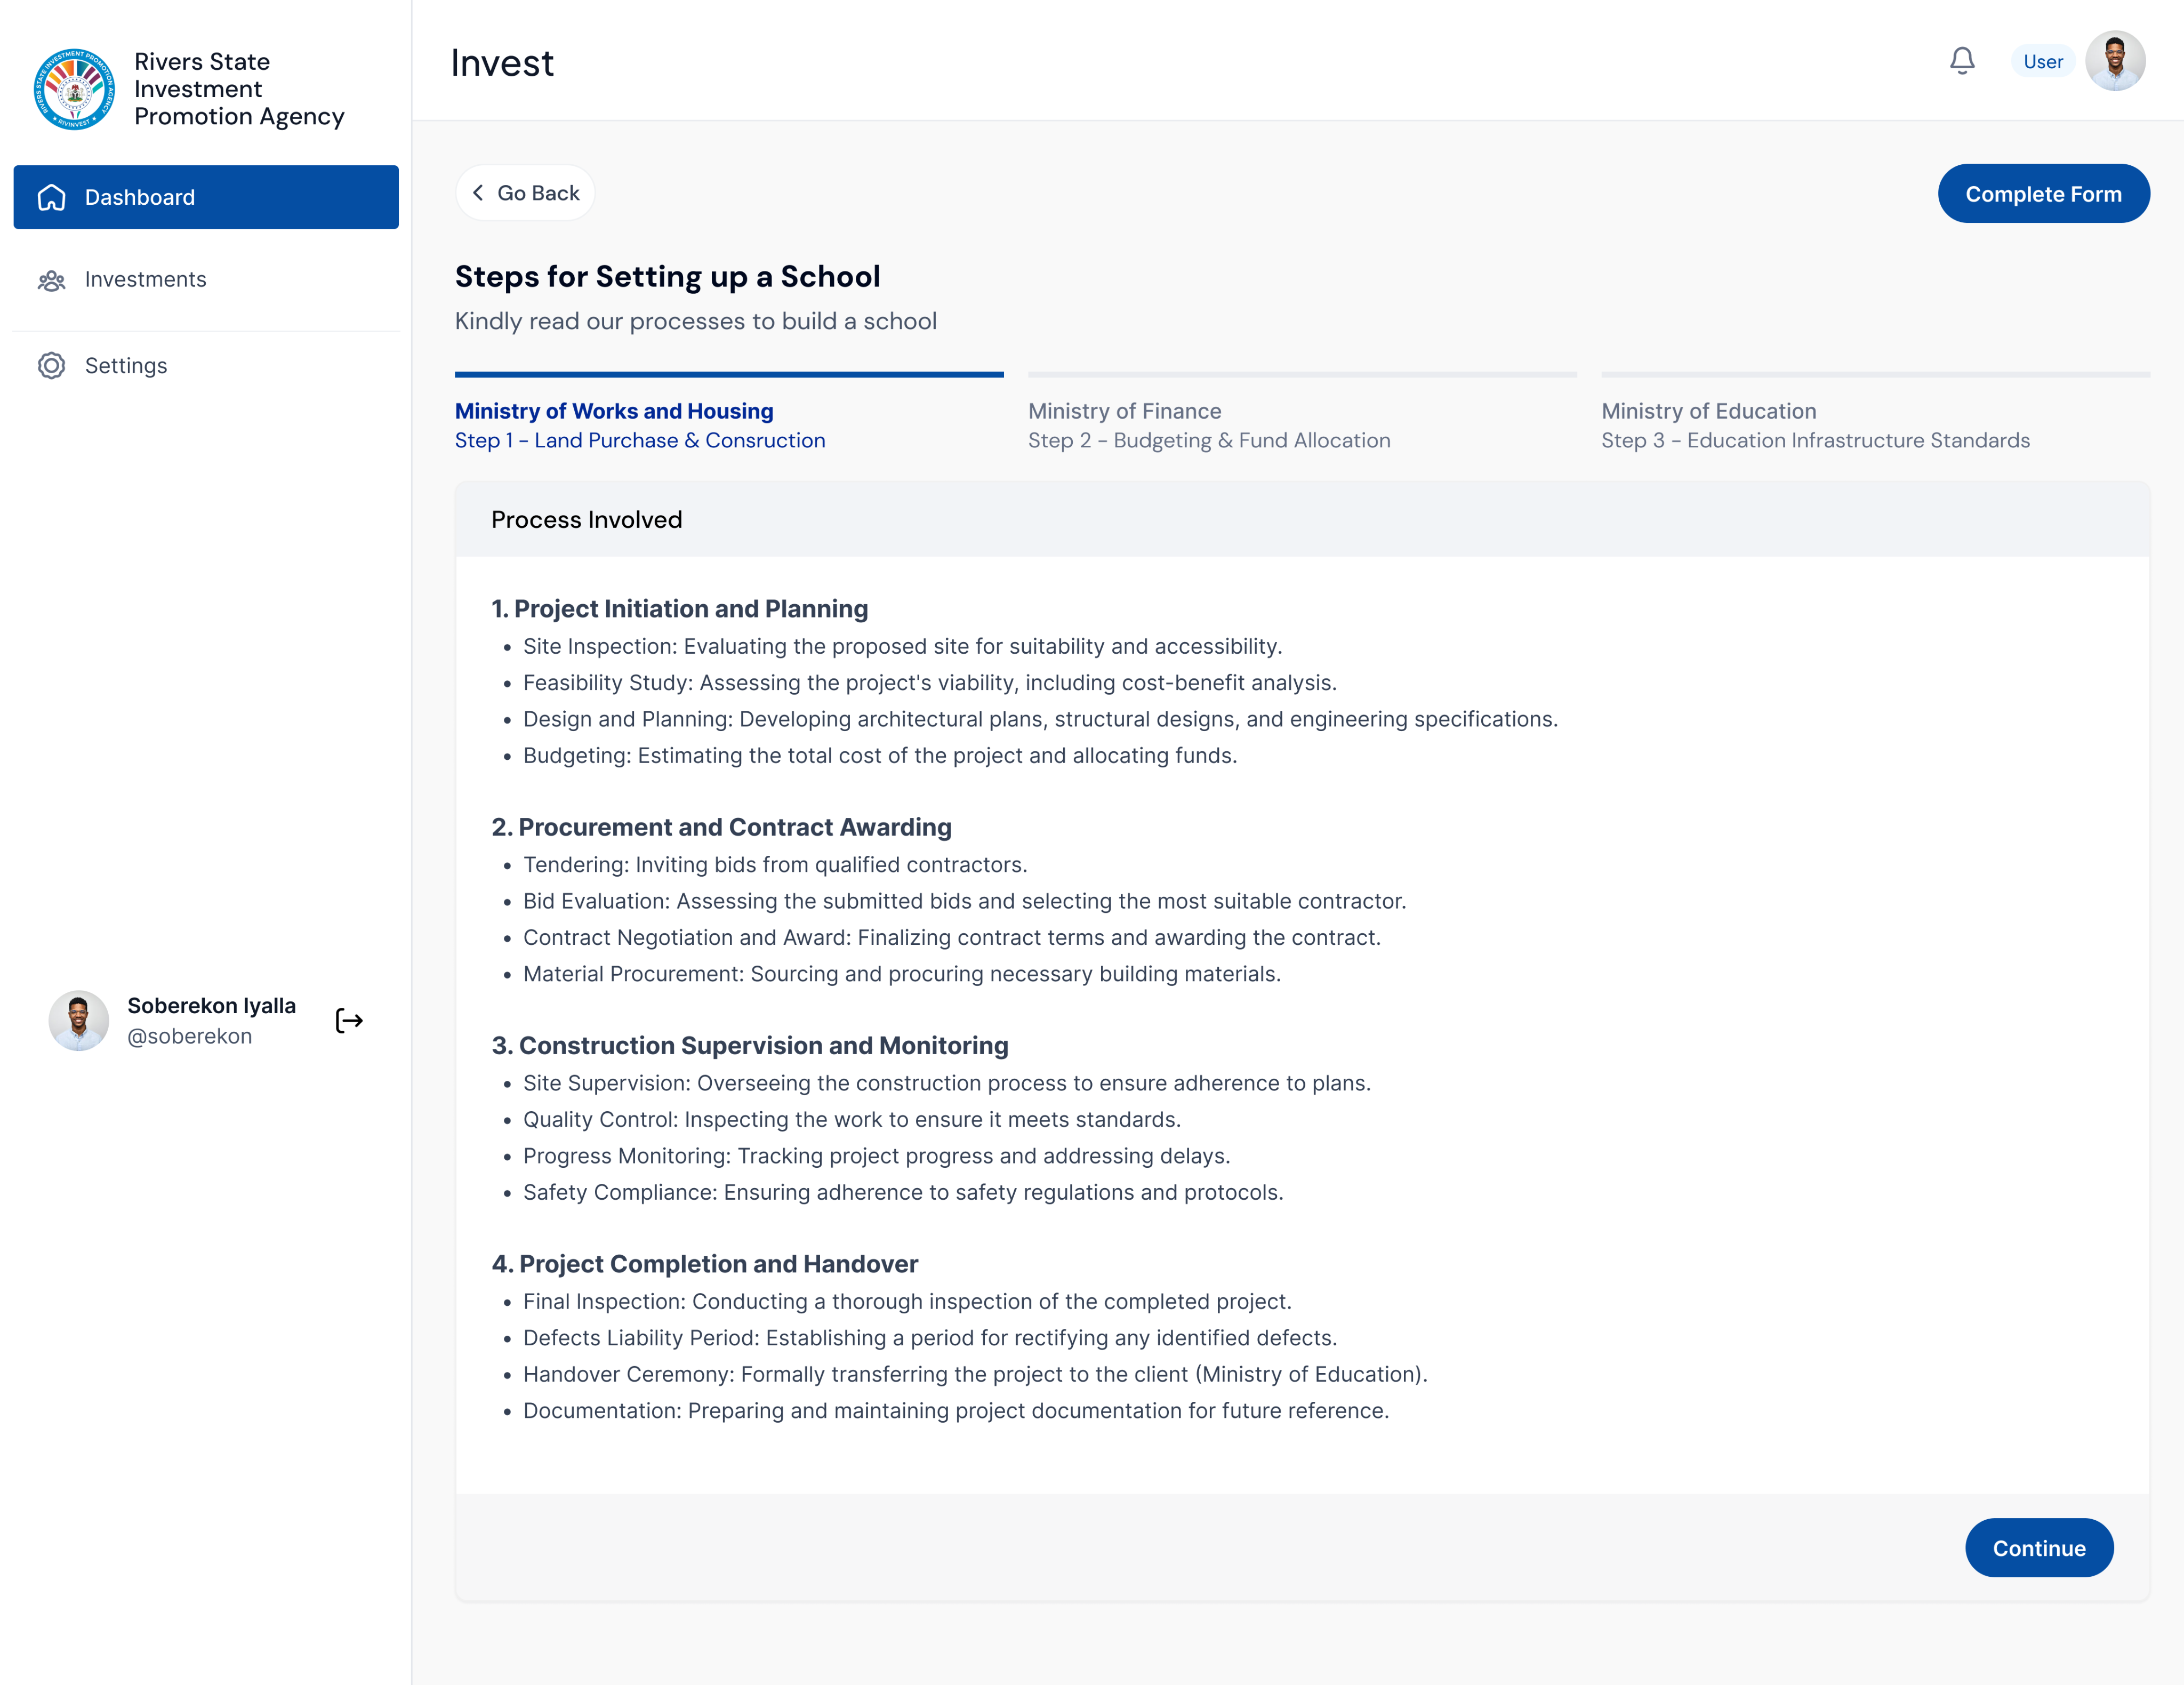 Rivers State
Investment
Promotion Agency
RIVERS STATE INVESTMENT PROMOTION AGENCY
RIVINVEST
Dashboard
Investments
Settings
Soberekon Iyalla
@soberekon
Invest
User
Go Back
Complete Form
Steps for Setting up a School
Kindly read our processes to build a school
Ministry of Works and Housing
Step 1 - Land Purchase & Consruction
Ministry of Finance
Step 2 - Budgeting & Fund Allocation
Ministry of Education
Step 3 - Education Infrastructure Standards
Process Involved
1. Project Initiation and Planning
• Site Inspection: Evaluating the proposed site for suitability and accessibility.
• Feasibility Study: Assessing the project's viability, including cost-benefit analysis.
• Design and Planning: Developing architectural plans, structural designs, and engineering specifications.
• Budgeting: Estimating the total cost of the project and allocating funds.
2. Procurement and Contract Awarding
• Tendering: Inviting bids from qualified contractors.
• Bid Evaluation: Assessing the submitted bids and selecting the most suitable contractor.
• Contract Negotiation and Award: Finalizing contract terms and awarding the contract.
• Material Procurement: Sourcing and procuring necessary building materials.
3. Construction Supervision and Monitoring
• Site Supervision: Overseeing the construction process to ensure adherence to plans.
• Quality Control: Inspecting the work to ensure it meets standards.
• Progress Monitoring: Tracking project progress and addressing delays.
• Safety Compliance: Ensuring adherence to safety regulations and protocols.
4. Project Completion and Handover
• Final Inspection: Conducting a thorough inspection of the completed project.
• Defects Liability Period: Establishing a period for rectifying any identified defects.
• Handover Ceremony: Formally transferring the project to the client (Ministry of Education).
• Documentation: Preparing and maintaining project documentation for future reference.
Continue